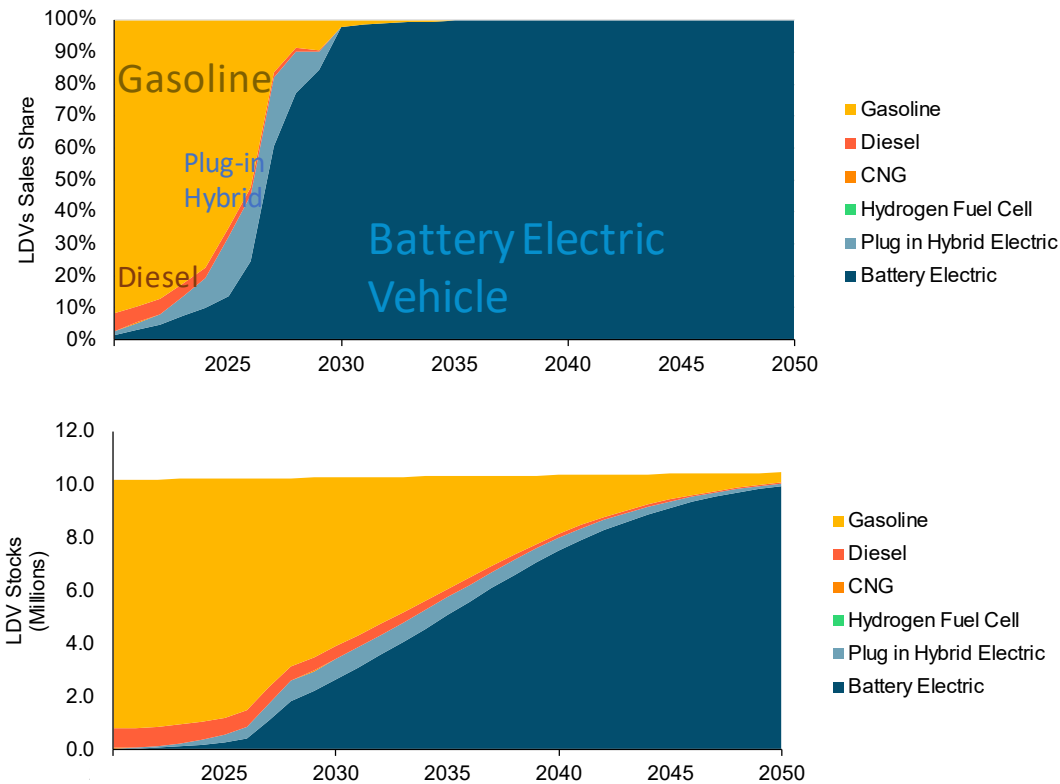 100%
90%
80%
70%
60%
50%
40%
30%
20%
10%
0%
LDVs Sales Share
Gasoline
Plug-in
Hybrid
Diesel
Battery Electric
Vehicle
2025
2030
2035
2040
2045
2050
Gasoline
Diesel
CNG
Hydrogen Fuel Cell
Plug in Hybrid Electric
Battery Electric
12.0
10.0
8.0
6.0
4.0
2.0
0.0
LDV Stocks
(Millions)
2025
2030
2035
2040
2045
2050
Gasoline
Diesel
CNG
Hydrogen Fuel Cell
Plug in Hybrid Electric
Battery Electric